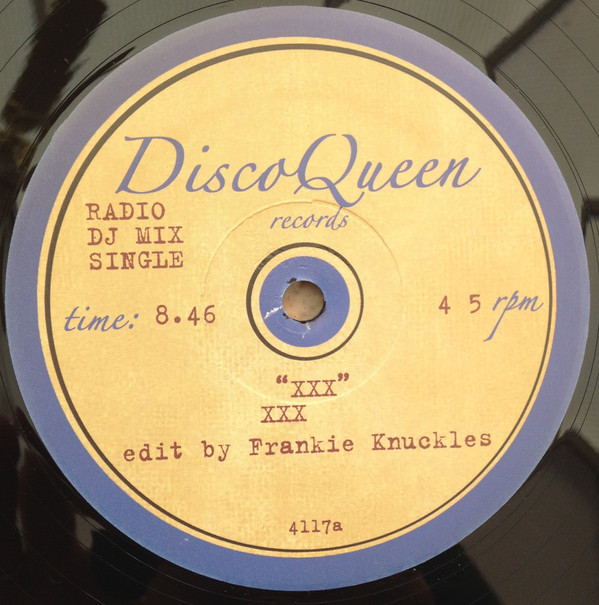 DiscoQueen
records
RADIO
DJ MIX
SINGLE
time: 8.46
4 5 rpm
“XXX”
XXX
edit by Frankie Knuckles
4117a